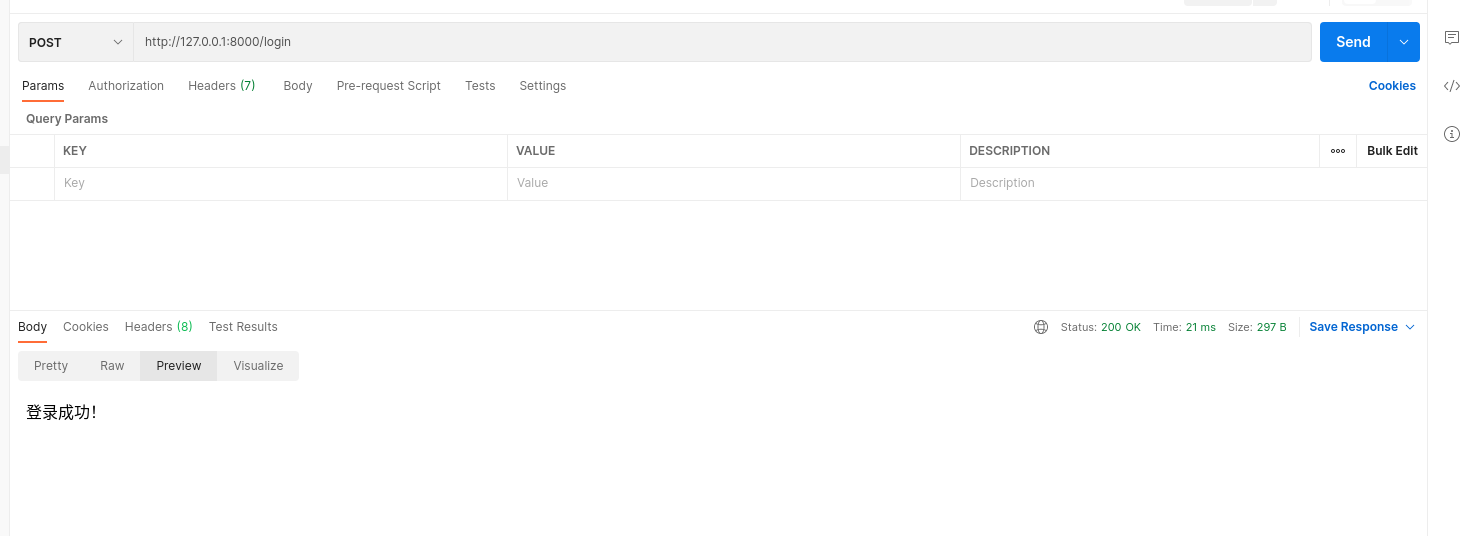 POST http://127.0.0.1:8000/login Send
Params Authorization Headers (7) Body Pre-request Script Tests Settings Cookies
Query Params
KEY VALUE DESCRIPTION ooo Bulk Edit
Key Value Description
Body Cookies Headers (8) Test Results Status: 200 OK Time: 21 ms Size: 297 B Save Response
Pretty Raw Preview Visualize
登录成功!